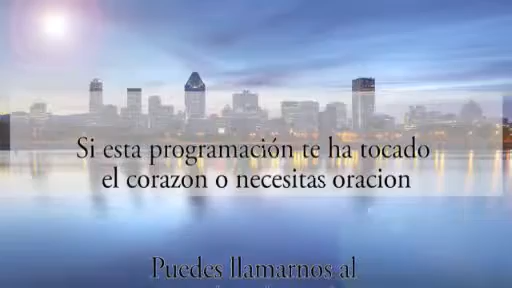 Si esta programación te ha tocado
el corazon o necesitas oracion
Puedes llamarnos al